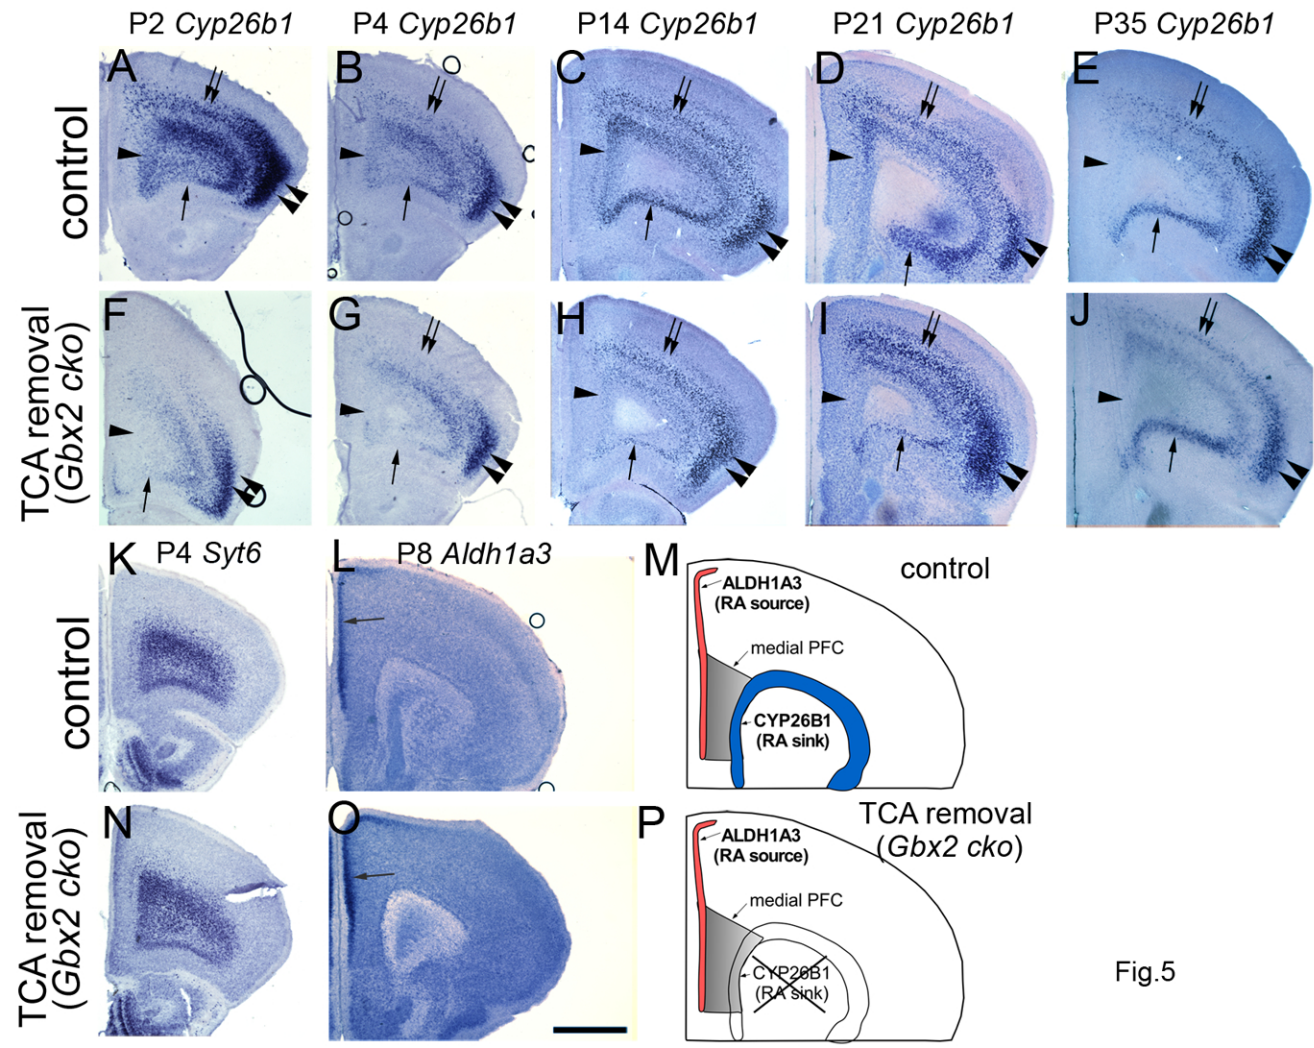 P2 Cyp26b1
P4 Cyp26b1
P14 Cyp26b1
P21 Cyp26b1
P35 Cyp26b1
control
A
B
C
D
E
TCA removal
(Gbx2 cko)
F
G
H
I
J
control
K
P4 Syt6
L
P8 Aldh1a3
M
control
ALDH1A3
(RA source)
medial PFC
CYP26B1
(RA sink)
TCA removal
(Gbx2 cko)
N
O
P
TCA removal
(Gbx2 cko)
ALDH1A3
(RA source)
medial PFC
CYP26B1
(RA sink)
Fig.5